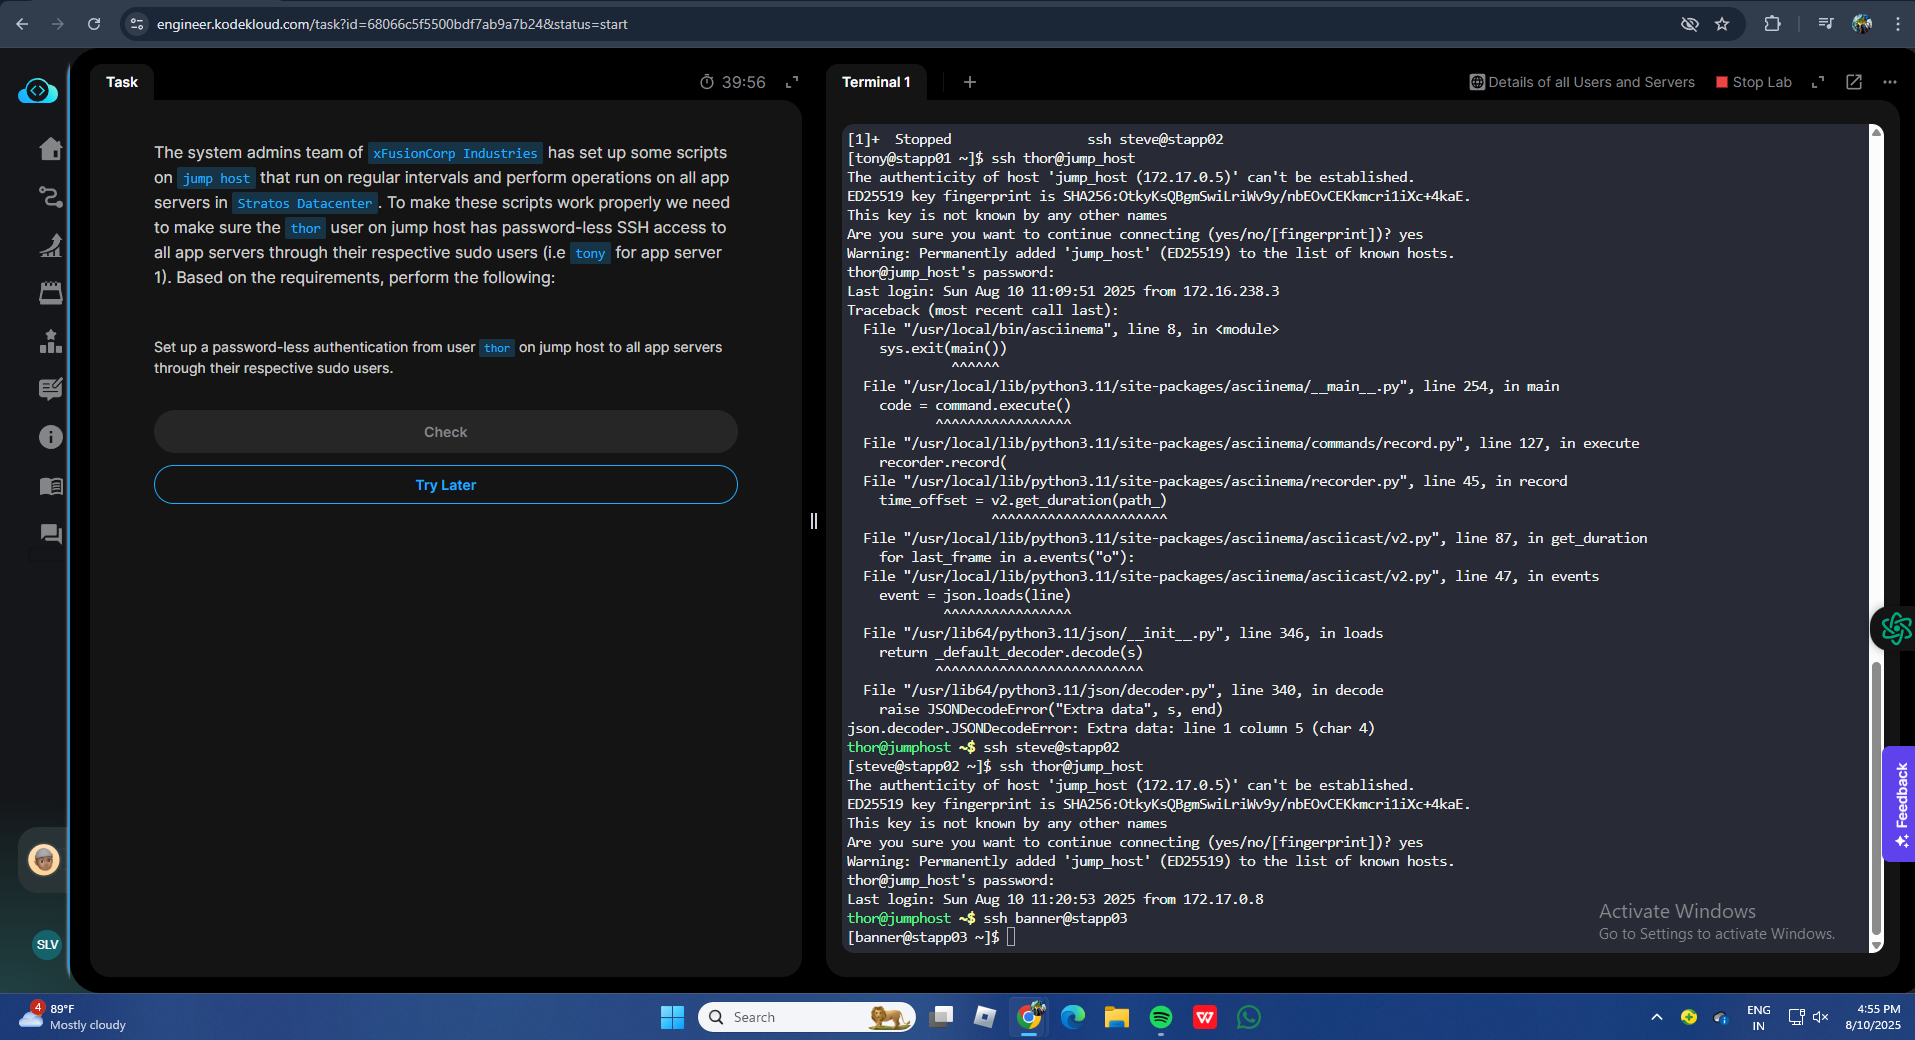 engineer.kodekloud.com/task?id=68066c5f5500bdf7ab9a7b24&status=start
Task
39:56
The system admins team of xFusionCorp Industries has set up some scripts
on jump host that run on regular intervals and perform operations on all app
servers in Stratos Datacenter . To make these scripts work properly we need
to make sure the thor user on jump host has password-less SSH access to
all app servers through their respective sudo users (i.e tony for app server
1). Based on the requirements, perform the following:
Set up a password-less authentication from user thor on jump host to all app servers
through their respective sudo users.
Check
Try Later
SLV
Terminal 1
+
Details of all Users and Servers
Stop Lab
[1]+  Stopped                 ssh steve@stapp02
[tony@stapp01 ~]$ ssh thor@jump_host
The authenticity of host 'jump_host (172.17.0.5)' can't be established.
ED25519 key fingerprint is SHA256:OtkyKsQBgmSwiLriWv9y/nbEOvCEKkmcri1iXc+4kaE.
This key is not known by any other names
Are you sure you want to continue connecting (yes/no/[fingerprint])? yes
Warning: Permanently added 'jump_host' (ED25519) to the list of known hosts.
thor@jump_host's password:
Last login: Sun Aug 10 11:09:51 2025 from 172.16.238.3
Traceback (most recent call last):
  File "/usr/local/bin/asciinema", line 8, in <module>
    sys.exit(main())
             ^^^^^^
  File "/usr/local/lib/python3.11/site-packages/asciinema/__main__.py", line 254, in main
    code = command.execute()
           ^^^^^^^^^^^^^^^^^
  File "/usr/local/lib/python3.11/site-packages/asciinema/commands/record.py", line 127, in execute
    recorder.record(
  File "/usr/local/lib/python3.11/site-packages/asciinema/recorder.py", line 45, in record
    time_offset = v2.get_duration(path_)
                  ^^^^^^^^^^^^^^^^^^^^^^
  File "/usr/local/lib/python3.11/site-packages/asciinema/asciicast/v2.py", line 87, in get_duration
    for last_frame in a.events("o"):
  File "/usr/local/lib/python3.11/site-packages/asciinema/asciicast/v2.py", line 47, in events
    event = json.loads(line)
            ^^^^^^^^^^^^^^^^
  File "/usr/lib64/python3.11/json/__init__.py", line 346, in loads
    return _default_decoder.decode(s)
           ^^^^^^^^^^^^^^^^^^^^^^^^^^
  File "/usr/lib64/python3.11/json/decoder.py", line 340, in decode
    raise JSONDecodeError("Extra data", s, end)
json.decoder.JSONDecodeError: Extra data: line 1 column 5 (char 4)
thor@jumphost ~$ ssh steve@stapp02
[steve@stapp02 ~]$ ssh thor@jump_host
The authenticity of host 'jump_host (172.17.0.5)' can't be established.
ED25519 key fingerprint is SHA256:OtkyKsQBgmSwiLriWv9y/nbEOvCEKkmcri1iXc+4kaE.
This key is not known by any other names
Are you sure you want to continue connecting (yes/no/[fingerprint])? yes
Warning: Permanently added 'jump_host' (ED25519) to the list of known hosts.
thor@jump_host's password:
Last login: Sun Aug 10 11:20:53 2025 from 172.17.0.8
thor@jumphost ~$ ssh banner@stapp03
[banner@stapp03 ~]$
Activate Windows
Go to Settings to activate Windows.
Feedback
4
89°F
Mostly cloudy
Search
W
ENG
IN
4:55 PM
8/10/2025